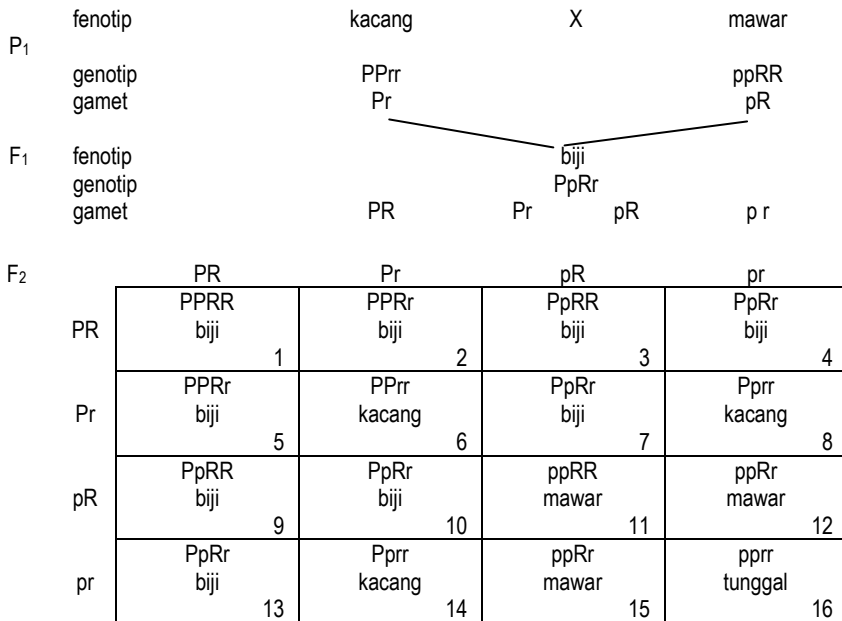 fenotip kacang X mawar
P1
genotip PPrr ppRR
gamet Pr pR
F1 fenotip biji
genotip PpRr
gamet PR Pr pR p r
F2 PR Pr pR pr
PPRR PPRr PpRR PpRr
PR biji biji biji biji
1 2 3 4
PPRr PPrr PpRr Pprr
Pr biji kacang biji kacang
5 6 7 8
PpRR PpRr ppRR ppRr
pR biji biji mawar mawar
9 10 11 12
PpRr Pprr ppRr pprr
pr biji kacang mawar tunggal
13 14 15 16